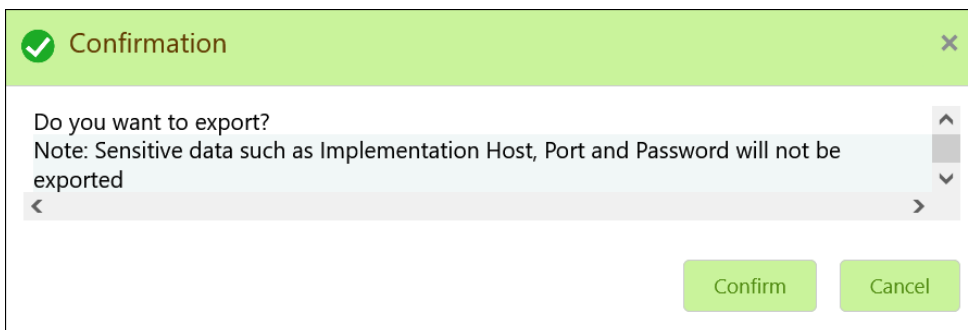 Confirmation
Do you want to export?
Note: Sensitive data such as Implementation Host, Port and Password will not be
exported
Confirm
Cancel